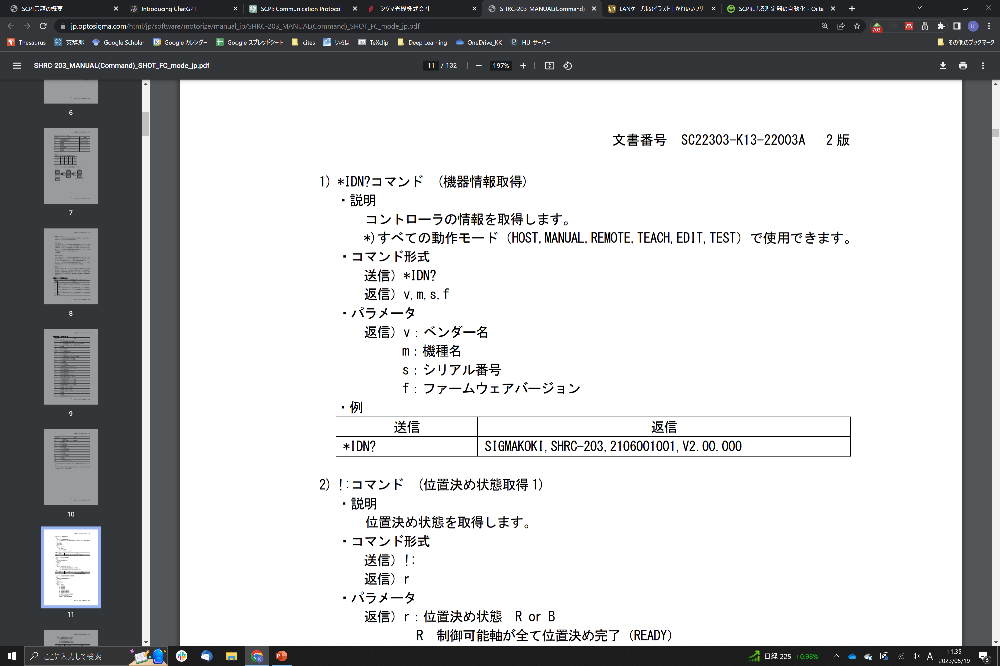 SCPI言語の概要
Introducing ChatGPT
SCPI: Communication Protocol
シグマ光機株式会社
SHRC-203_MANUAL(Command)_
LANケーブルのイラスト | かわいいフリー
SCPIによる測定器の自動化 - Qiita
jp.optosigma.com/html/jp/software/motorize/manual_jp/SHRC-203_MANUAL(Command)_SHOT_FC_mode_jp.pdf
703
K
Thesaurus
英辞郎
Google Scholar
16
Google カレンダー
Google スプレッドシート
cites
いろは
TeX
TeXclip
Deep Learning
OneDrive_KK
HU-サーバー
その他のブックマーク
SHRC-203_MANUAL(Command)_SHOT_FC_mode_jp.pdf
11 / 132
197%
6
7
8
9
10
11
文書番号 SC22303-K13-22003A 2版
1) *IDN?コマンド (機器情報取得)
・説明
コントローラの情報を取得します。
*)すべての動作モード (HOST,MANUAL,REMOTE,TEACH,EDIT,TEST) で使用できます。
・コマンド形式
送信) *IDN?
返信) v,m,s,f
・パラメータ
返信) v：ベンダー名
m：機種名
s：シリアル番号
f：ファームウェアバージョン
・例
送信 返信
*IDN? SIGMAKOKI,SHRC-203,2106001001,V2.00.000
2) !:コマンド (位置決め状態取得1)
・説明
位置決め状態を取得します。
・コマンド形式
送信) !:
返信) r
・パラメータ
返信) r：位置決め状態 R or B
R 制御可能軸が全て位置決め完了 (READY)
ここに入力して検索
K
P
日経 225 +0.98%
A
11:35
2023/05/19
3